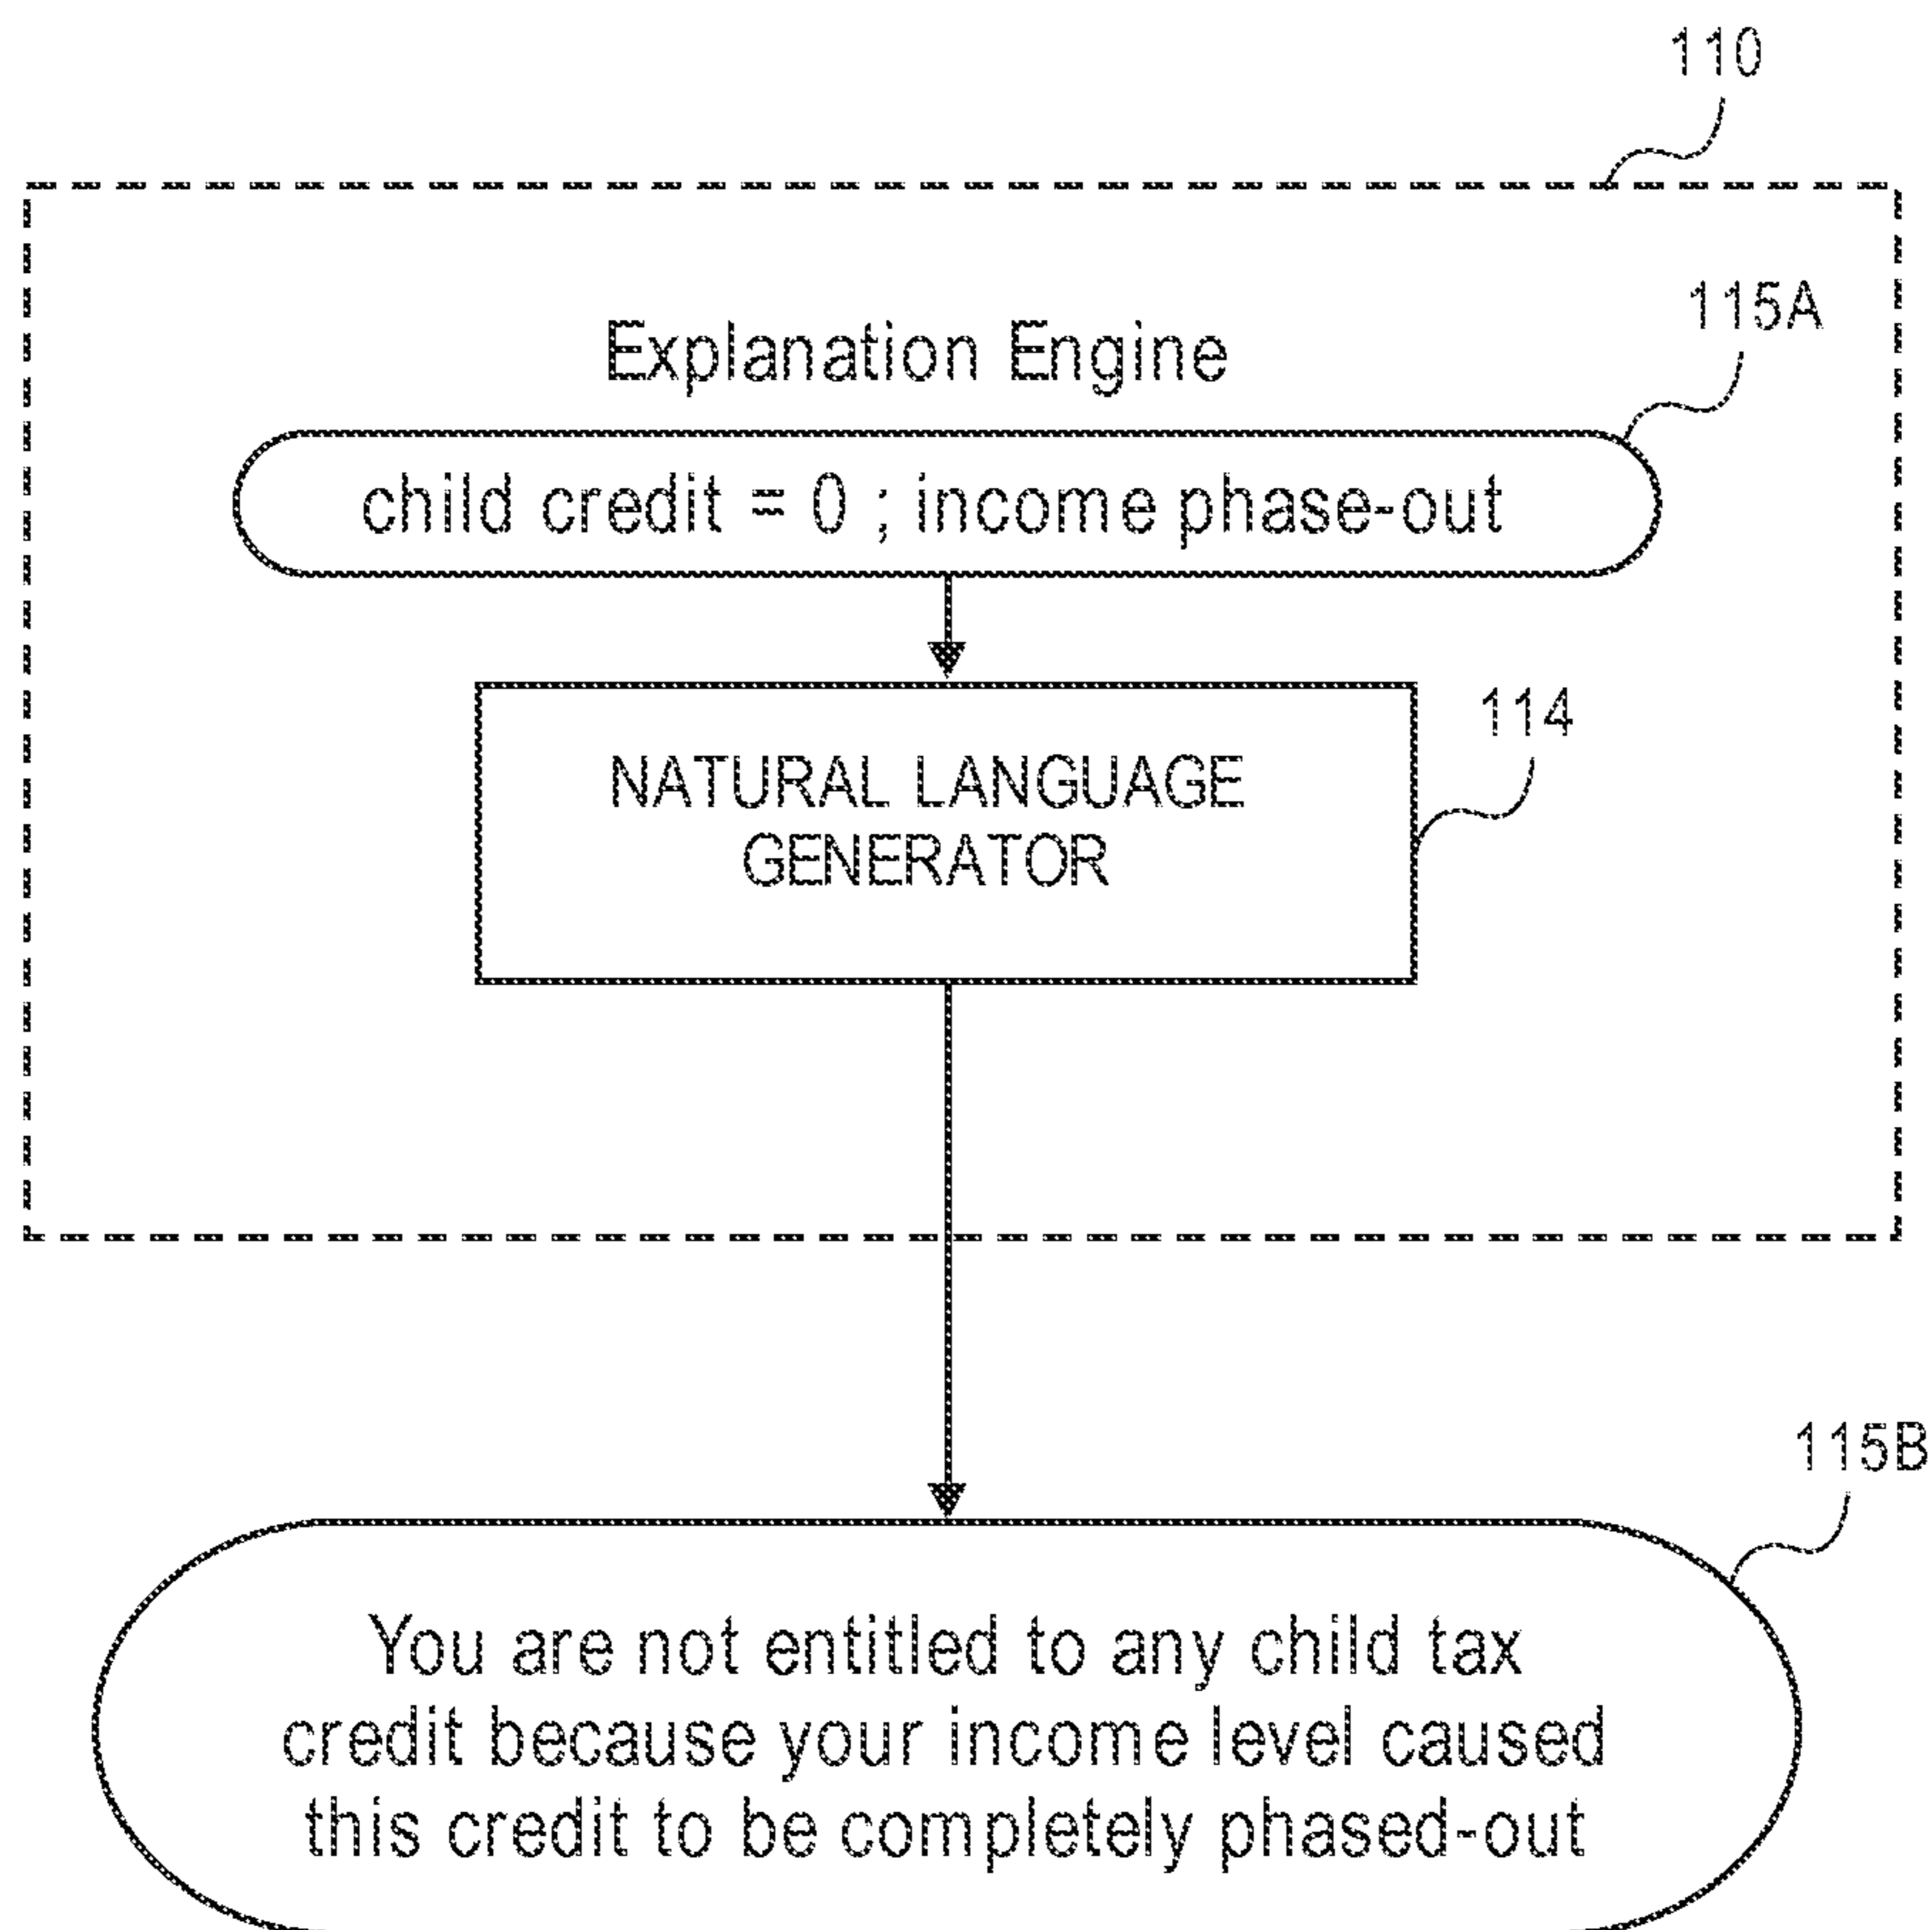 110
115A
Explanation Engine
child credit = 0 ; income phase-out
114
NATURAL LANGUAGE
GENERATOR
115B
You are not entitled to any child tax
credit because your income level caused
this credit to be completely phased-out